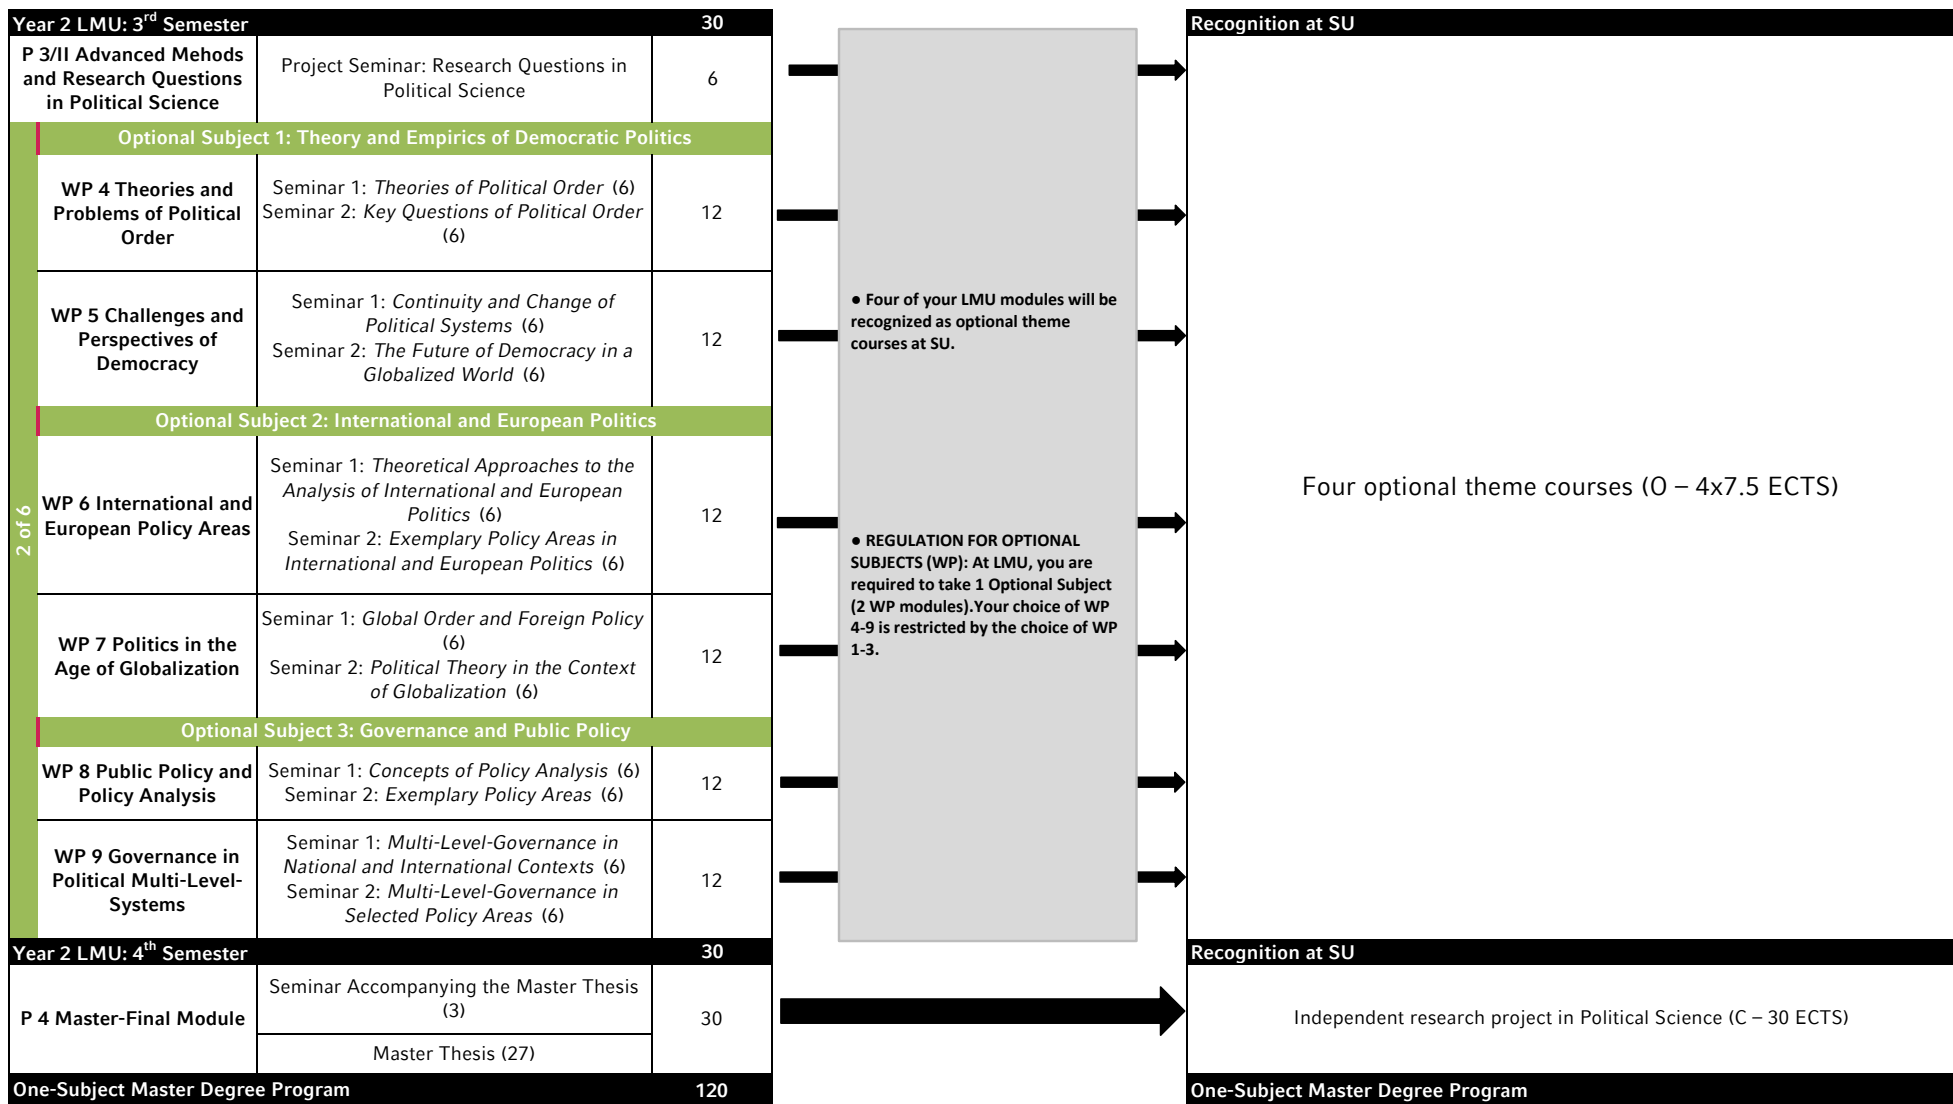 Year 2 LMU: 3rd Semester 30
P 3/II Advanced Mehods
and Research Questions
in Political Science
Project Seminar: Research Questions in
Political Science
6
Optional Subject 1: Theory and Empirics of Democratic Politics
2 of 6
WP 4 Theories and
Problems of Political
Order
Seminar 1: Theories of Political Order (6)
Seminar 2: Key Questions of Political Order
(6)
12
WP 5 Challenges and
Perspectives of
Democracy
Seminar 1: Continuity and Change of
Political Systems (6)
Seminar 2: The Future of Democracy in a
Globalized World (6)
12
Optional Subject 2: International and European Politics
WP 6 International and
European Policy Areas
Seminar 1: Theoretical Approaches to the
Analysis of International and European
Politics (6)
Seminar 2: Exemplary Policy Areas in
International and European Politics (6)
12
WP 7 Politics in the
Age of Globalization
Seminar 1: Global Order and Foreign Policy
(6)
Seminar 2: Political Theory in the Context
of Globalization (6)
12
Optional Subject 3: Governance and Public Policy
WP 8 Public Policy and
Policy Analysis
Seminar 1: Concepts of Policy Analysis (6)
Seminar 2: Exemplary Policy Areas (6)
12
WP 9 Governance in
Political Multi-Level-
Systems
Seminar 1: Multi-Level-Governance in
National and International Contexts (6)
Seminar 2: Multi-Level-Governance in
Selected Policy Areas (6)
12
Year 2 LMU: 4th Semester 30
P 4 Master-Final Module
Seminar Accompanying the Master Thesis
(3)
Master Thesis (27)
30
One-Subject Master Degree Program 120
● Four of your LMU modules will be
recognized as optional theme
courses at SU.
● REGULATION FOR OPTIONAL
SUBJECTS (WP): At LMU, you are
required to take 1 Optional Subject
(2 WP modules).Your choice of WP
4-9 is restricted by the choice of WP
1-3.
Recognition at SU
Four optional theme courses (O – 4x7.5 ECTS)
Recognition at SU
Independent research project in Political Science (C – 30 ECTS)
One-Subject Master Degree Program